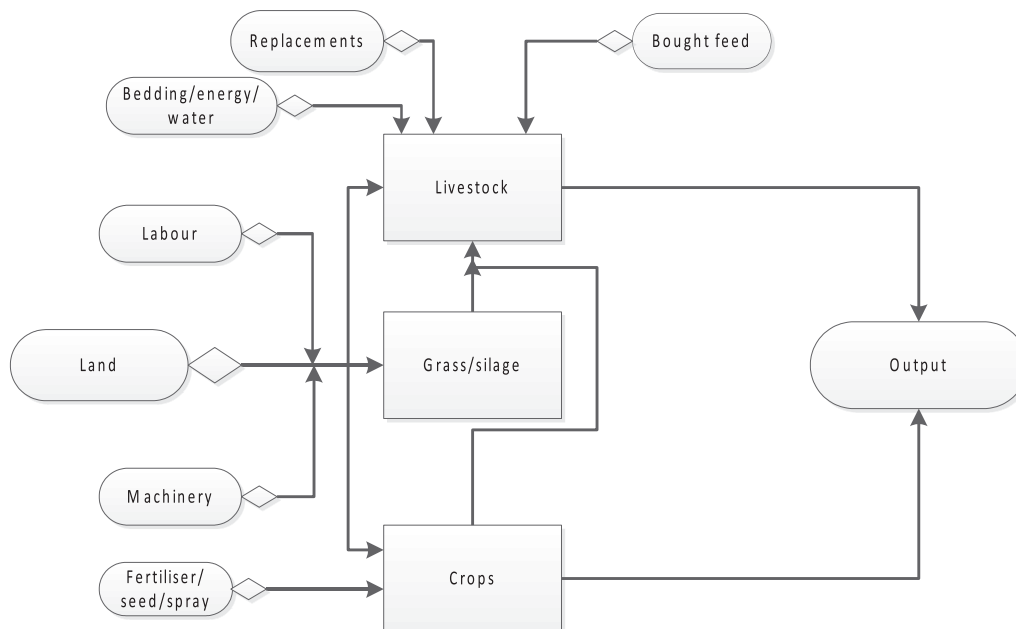 Replacements
Bought feed
Bedding/energy/
water
Livestock
Labour
Land
Grass/silage
Output
Machinery
Fertiliser/
seed/spray
Crops